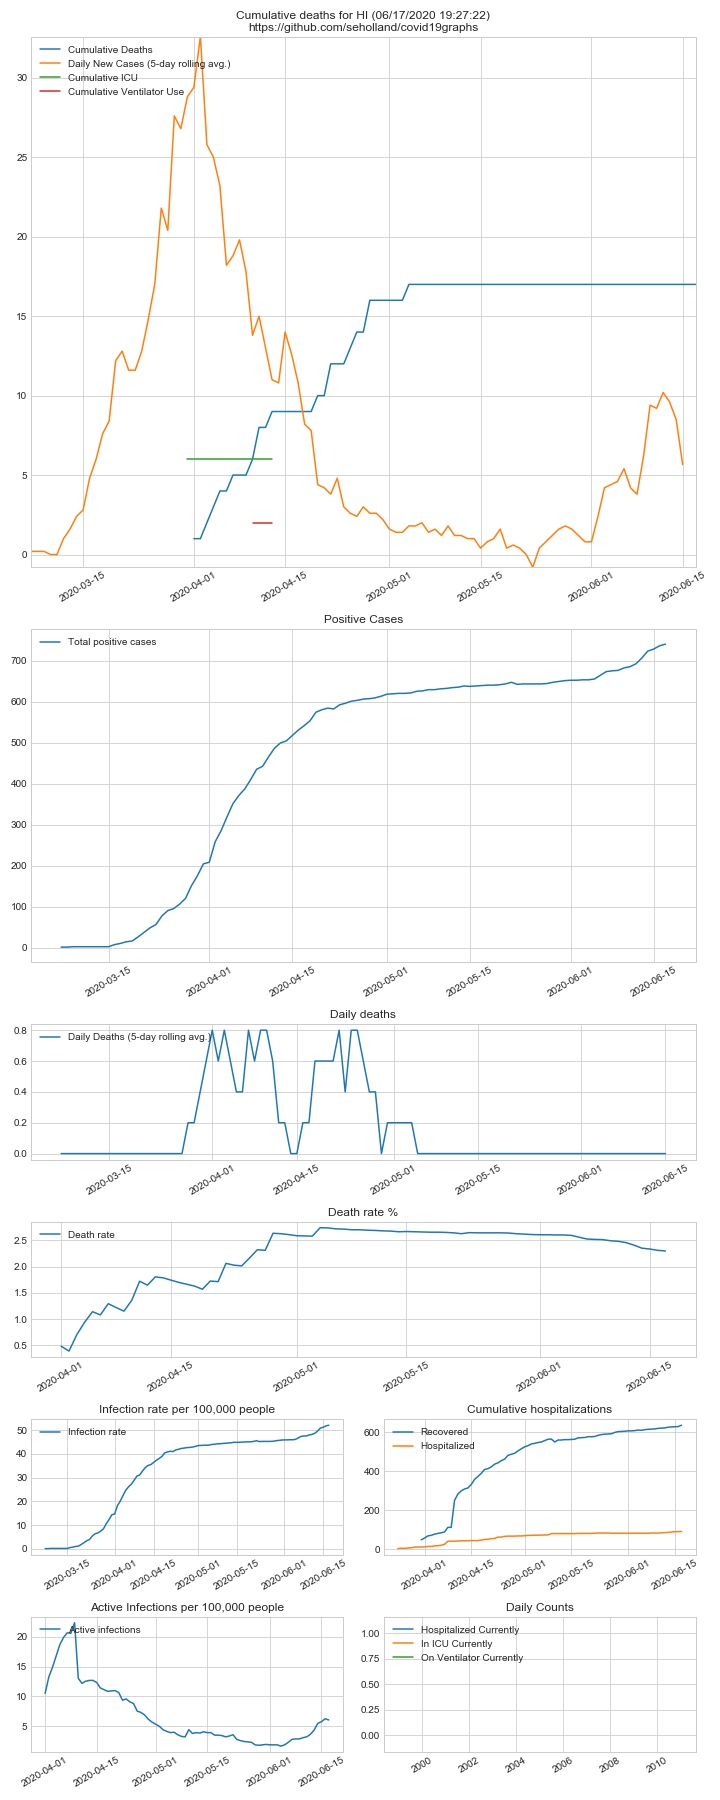 Cumulative deaths for HI (06/17/2020 19:27:22)
https://github.com/seholland/covid19graphs
Cumulative Deaths
Daily New Cases (5-day rolling avg.)
Cumulative ICU
Cumulative Ventilator Use
30
25
20
15
10
5
0
2020-03-15 2020-04-01 2020-04-15 2020-05-01 2020-05-15 2020-06-01 2020-06-15
Positive Cases
Total positive cases
700
600
500
400
300
200
100
0
2020-03-15 2020-04-01 2020-04-15 2020-05-01 2020-05-15 2020-06-01 2020-06-15
Daily deaths
Daily Deaths (5-day rolling avg.)
0.8
0.6
0.4
0.2
0.0
2020-03-15 2020-04-01 2020-04-15 2020-05-01 2020-05-15 2020-06-01 2020-06-15
Death rate %
Death rate
2.5
2.0
1.5
1.0
0.5
2020-04-01 2020-04-15 2020-05-01 2020-05-15 2020-06-01 2020-06-15
Infection rate per 100,000 people
Infection rate
50
40
30
20
10
0
2020-03-15 2020-04-01 2020-04-15 2020-05-01 2020-05-15 2020-06-01 2020-06-15
Cumulative hospitalizations
Recovered
Hospitalized
600
400
200
0
2020-04-01 2020-04-15 2020-05-01 2020-05-15 2020-06-01 2020-06-15
Active Infections per 100,000 people
Active infections
20
15
10
5
2020-04-01 2020-04-15 2020-05-01 2020-05-15 2020-06-01 2020-06-15
Daily Counts
Hospitalized Currently
In ICU Currently
On Ventilator Currently
1.00
0.75
0.50
0.25
0.00
2000 2002 2004 2006 2008 2010